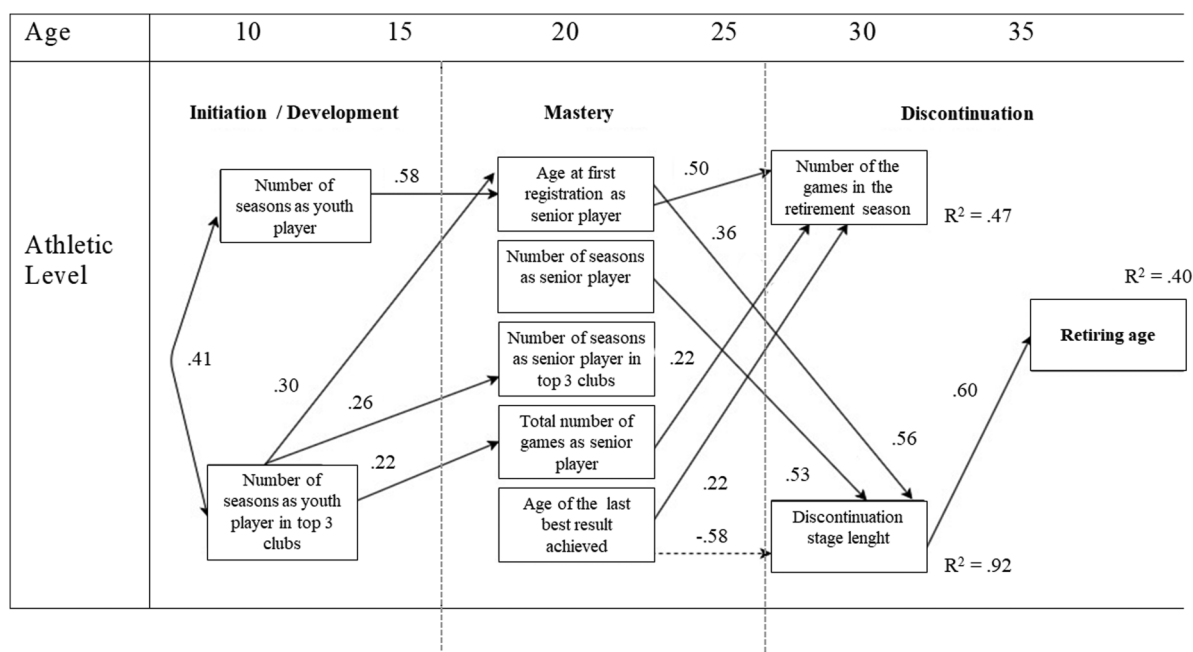 Age 10 15 20 25 30 35
Athletic
Level
Initiation / Development
Mastery
Discontinuation
Number of
seasons as youth
player
.58
.41
.30
.26
.22
Number of
seasons as youth
player in top 3
clubs
Age at first
registration as
senior player
Number of seasons
as senior player
Number of seasons
as senior player in
top 3 clubs
Total number of
games as senior
player
Age of the last
best result
achieved
.50
.36
.22
.22
-.58
.53
.56
Number of the
games in the
retirement season
R² = .47
Discontinuation
stage lenght
R² = .92
.60
R² = .40
Retiring age